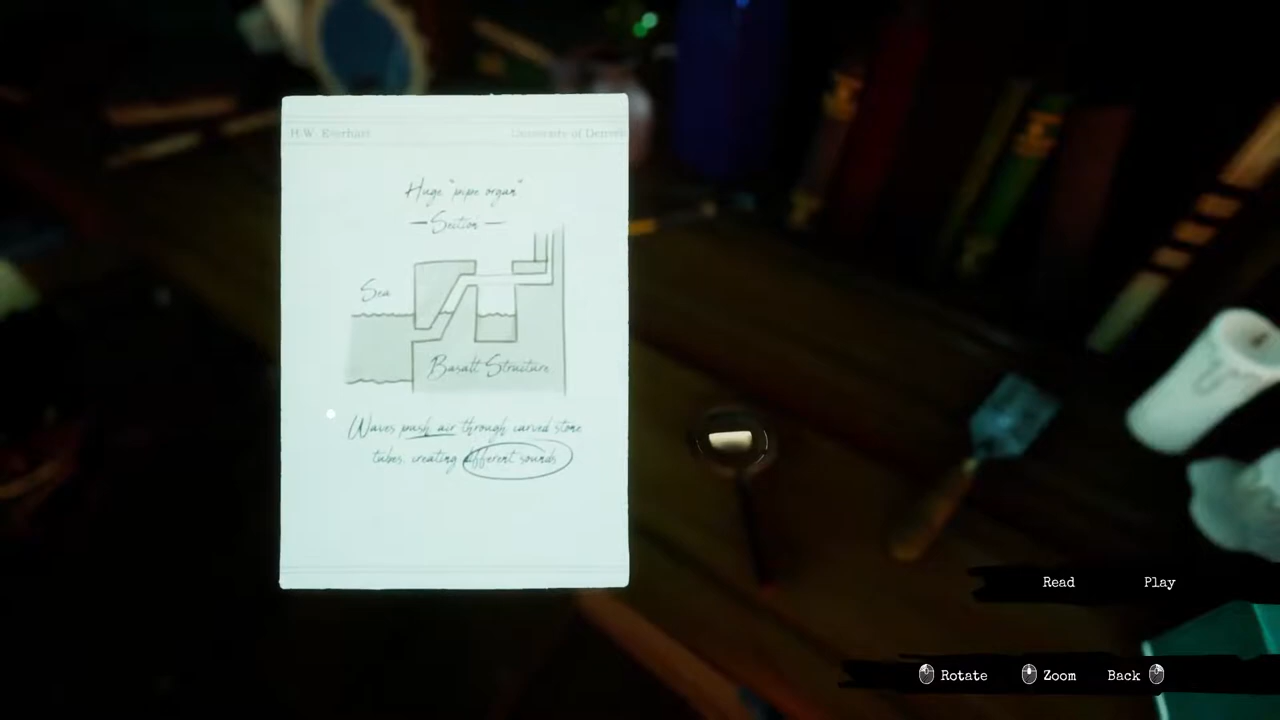 H.W. Everhart University of Denver
Huge "pipe organ"
— Section —
Sea
Basalt Structure
Waves push air through carved stone
tubes, creating different sounds
Read Play
Rotate Zoom Back